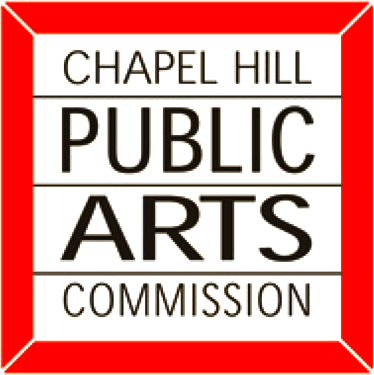 CHAPEL HILL
PUBLIC
ARTS
COMMISSION